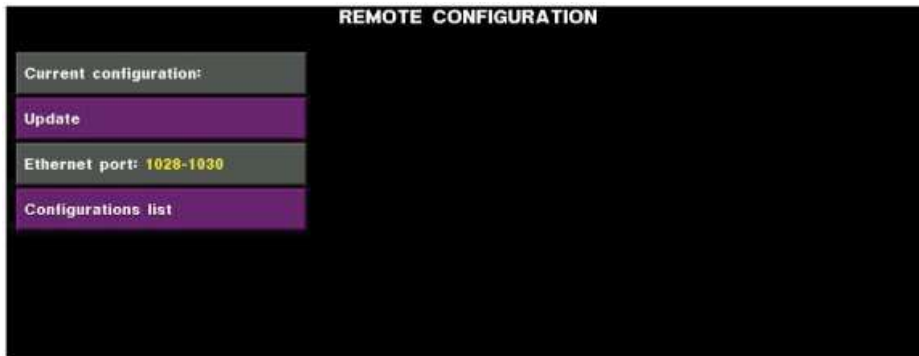 REMOTE CONFIGURATION
Current configuration:
Update
Ethernet port: 1028-1030
Configurations list